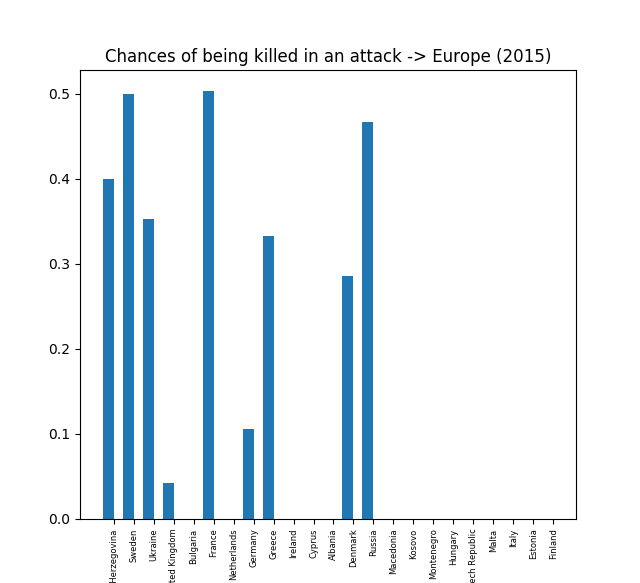 Chances of being killed in an attack -> Europe (2015)
0.5
0.4
0.3
0.2
0.1
0.0
Herzegovina
Sweden
Ukraine
ted Kingdom
Bulgaria
France
Netherlands
Germany
Greece
Ireland
Cyprus
Albania
Denmark
Russia
Macedonia
Kosovo
Montenegro
Hungary
ech Republic
Malta
Italy
Estonia
Finland